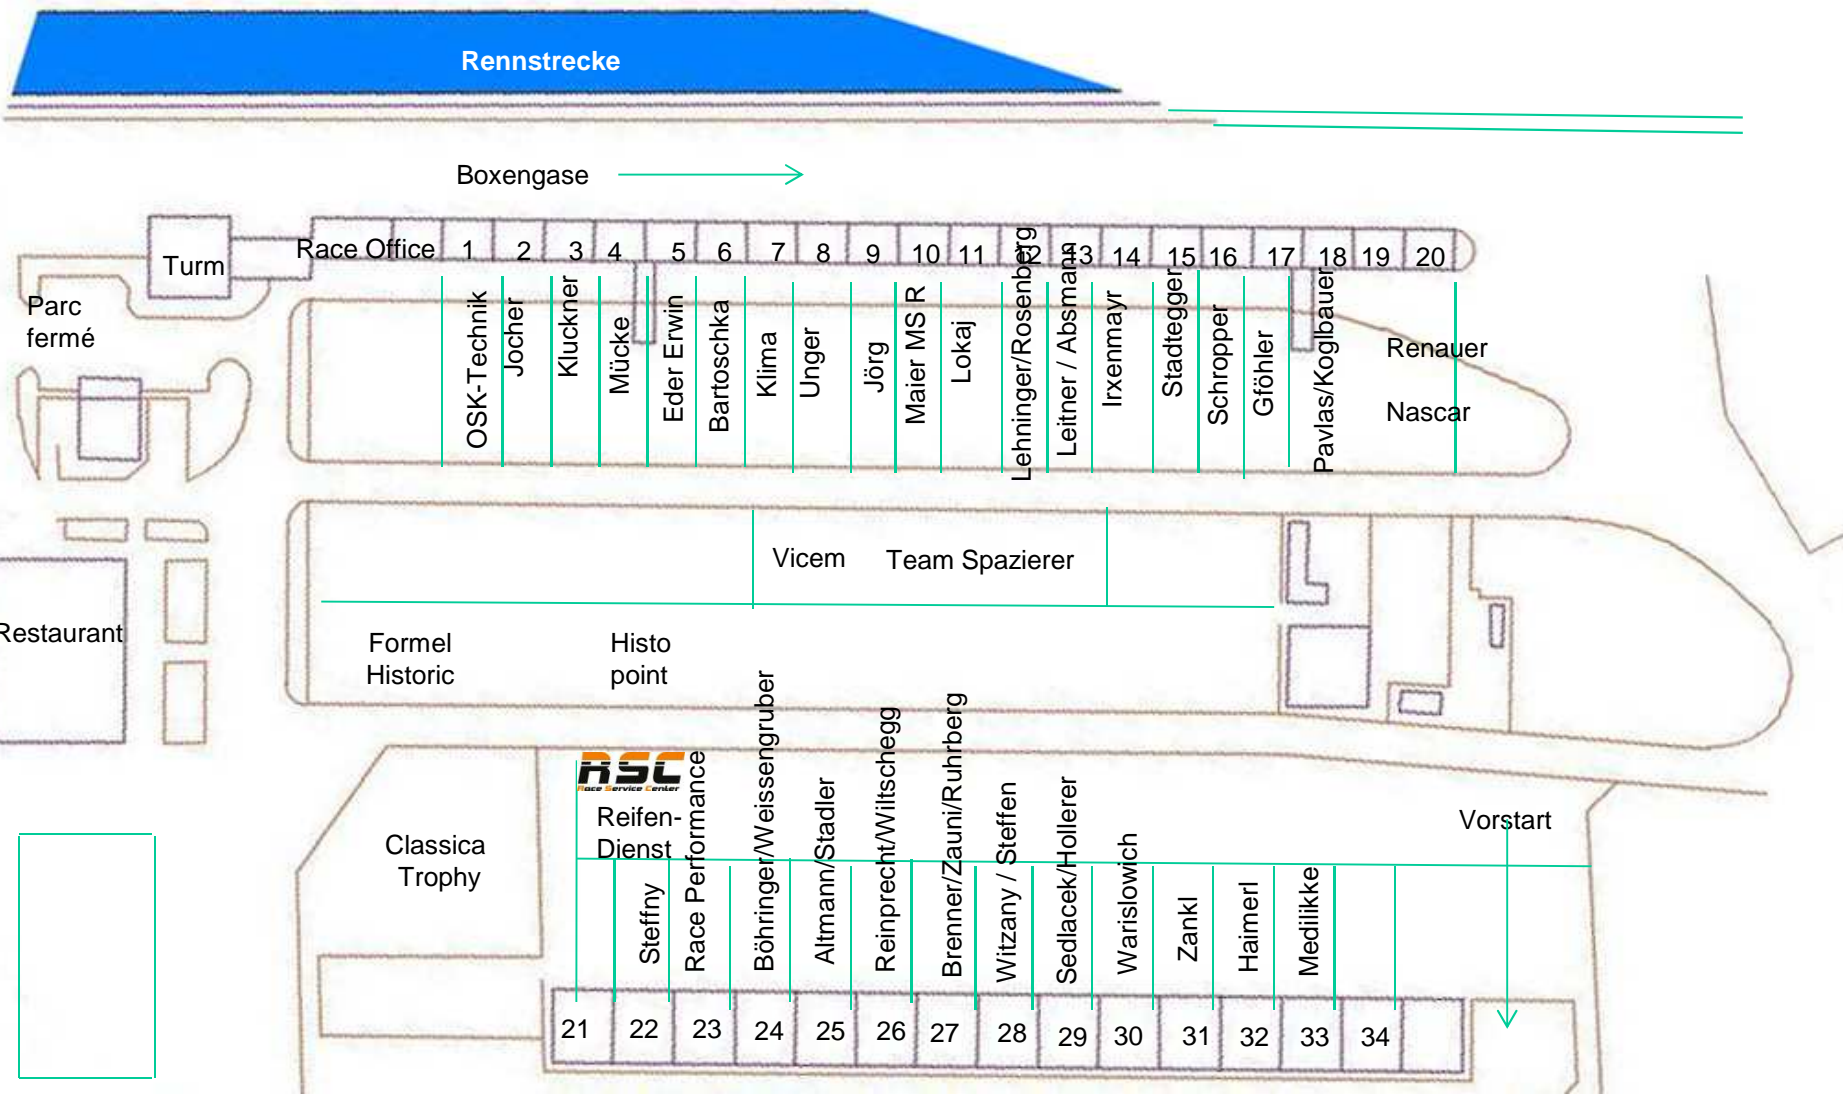 Rennstrecke
Boxengase
Turm
Race Office
1
2
3
4
5
6
7
8
9
10
11
12
13
14
15
16
17
18
19
20
Parc
fermé
OSK-Technik
Jocher
Kluckner
Mücke
Eder Erwin
Bartoschka
Klima
Unger
Jörg
Maier MS R
Lokaj
Lehninger/Rosenberg
Leitner / Absmann
Irxenmayr
Stadtegger
Schropper
Gföhler
Pavlas/Koglbauer
Renauer
Nascar
Vicem
Team Spazierer
Restaurant
Formel
Historic
Histo
point
RSC
Race Service Center
Reifen-
Dienst
Classica
Trophy
Vorstart
Steffny
Race Performance
Böhringer/Weissengruber
Altmann/Stadler
Reinprecht/Wiltschegg
Brenner/Zauni/Ruhrberg
Witzany / Steffen
Sedlacek/Hollerer
Warislowich
Zankl
Haimerl
Medilikke
21
22
23
24
25
26
27
28
29
30
31
32
33
34